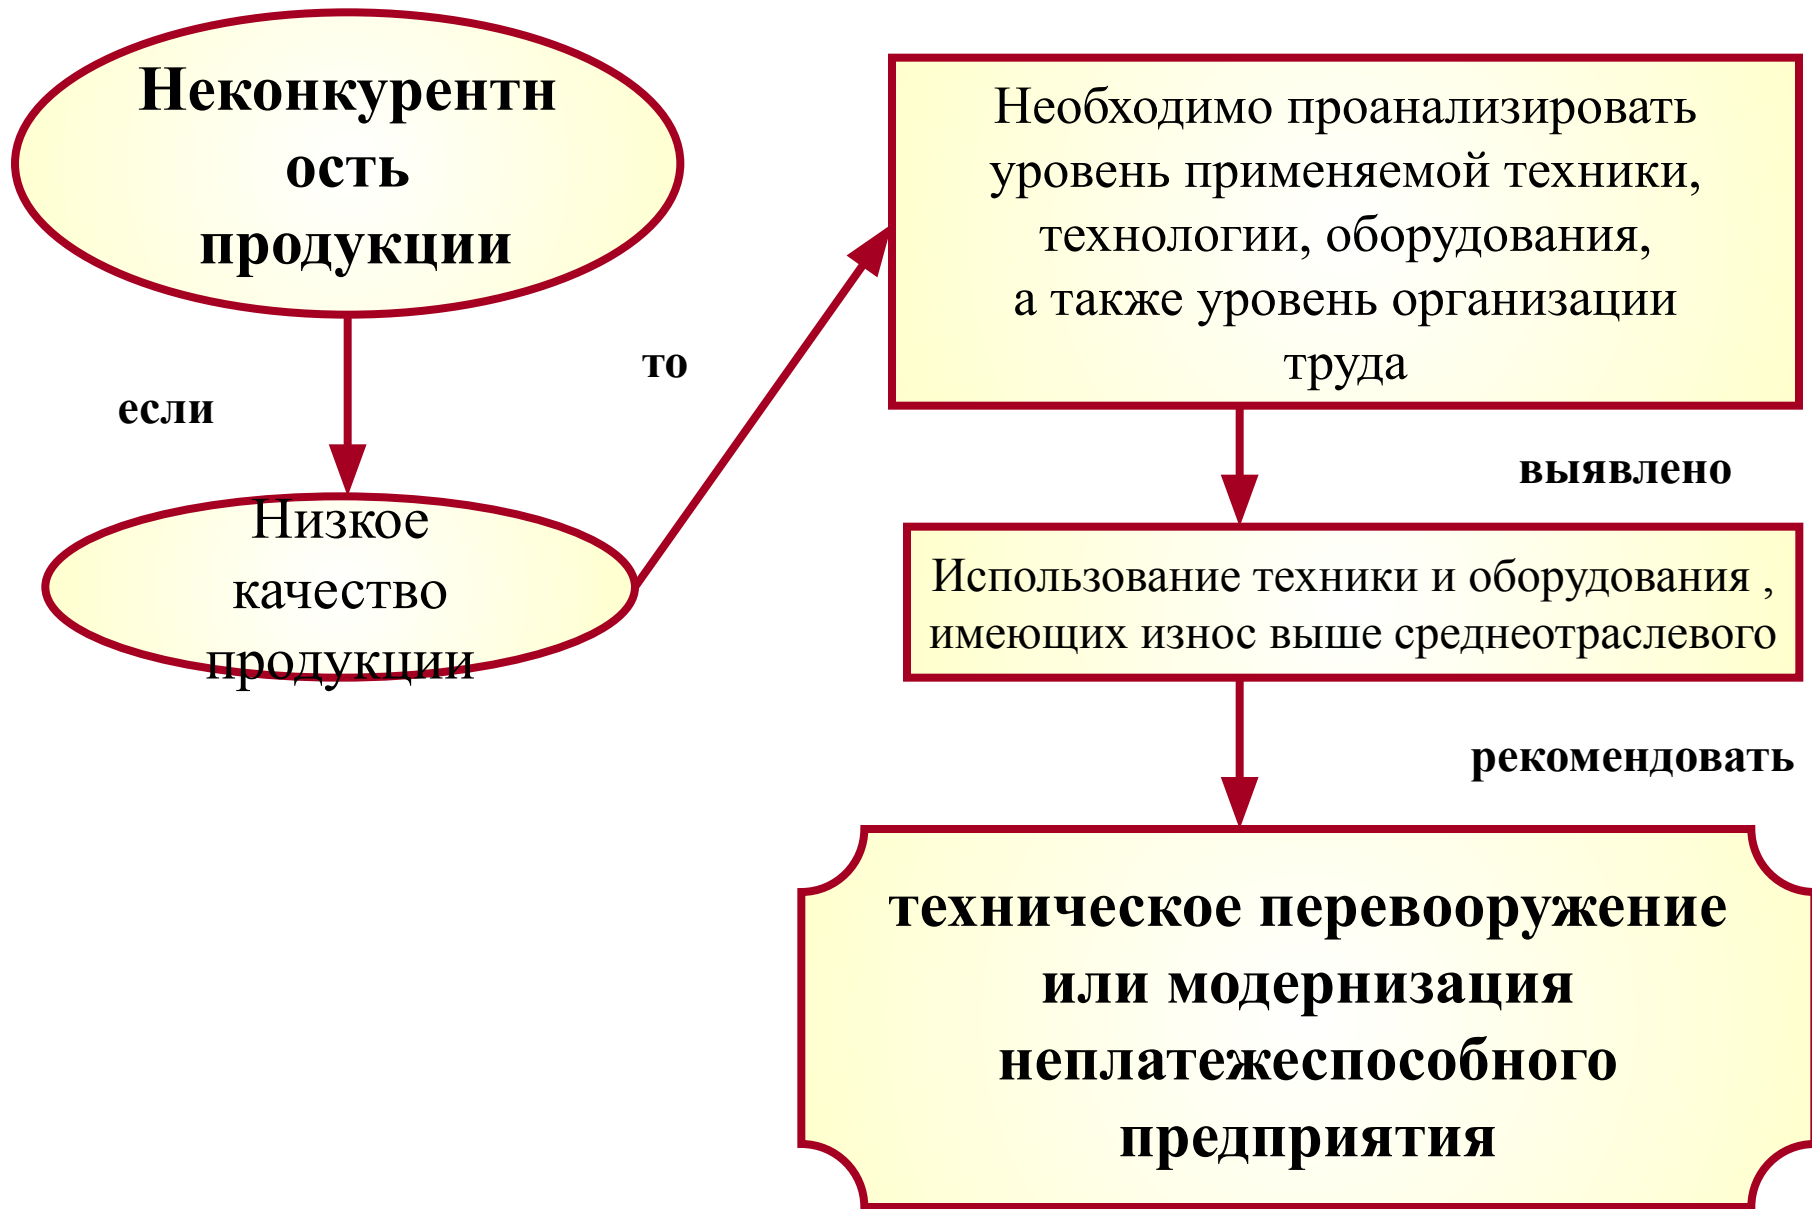 Неконкурентн
ость
продукции
если
Низкое
качество
продукции
то
Необходимо проанализировать
уровень применяемой техники,
технологии, оборудования,
а также уровень организации
труда
выявлено
Использование техники и оборудования ,
имеющих износ выше среднеотраслевого
рекомендовать
техническое перевооружение
или модернизация
неплатежеспособного
предприятия